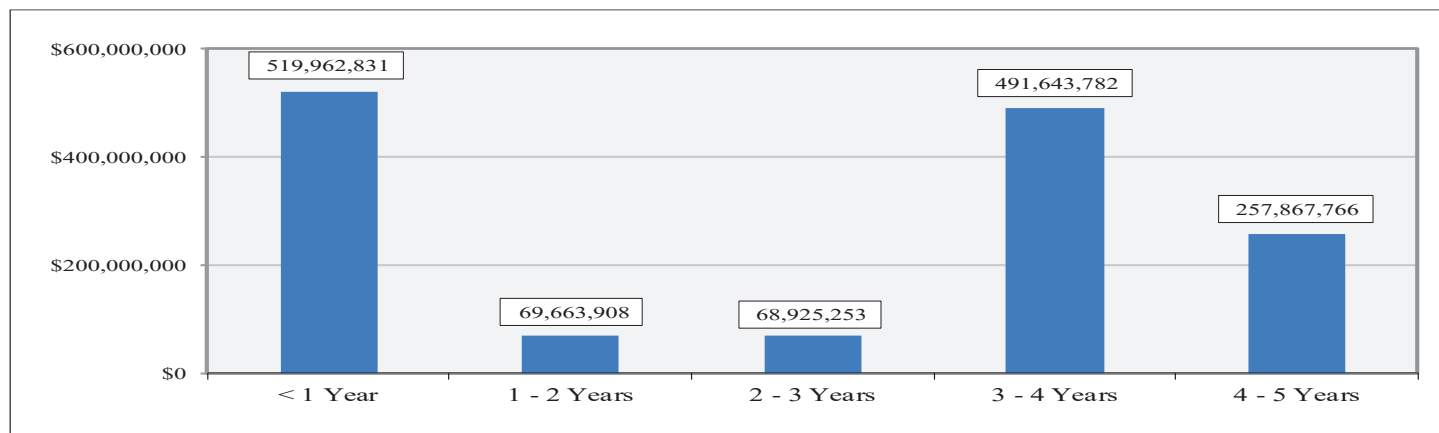 $600,000,000
$400,000,000
$200,000,000
$0
519,962,831
69,663,908
68,925,253
491,643,782
257,867,766
< 1 Year
1 - 2 Years
2 - 3 Years
3 - 4 Years
4 - 5 Years